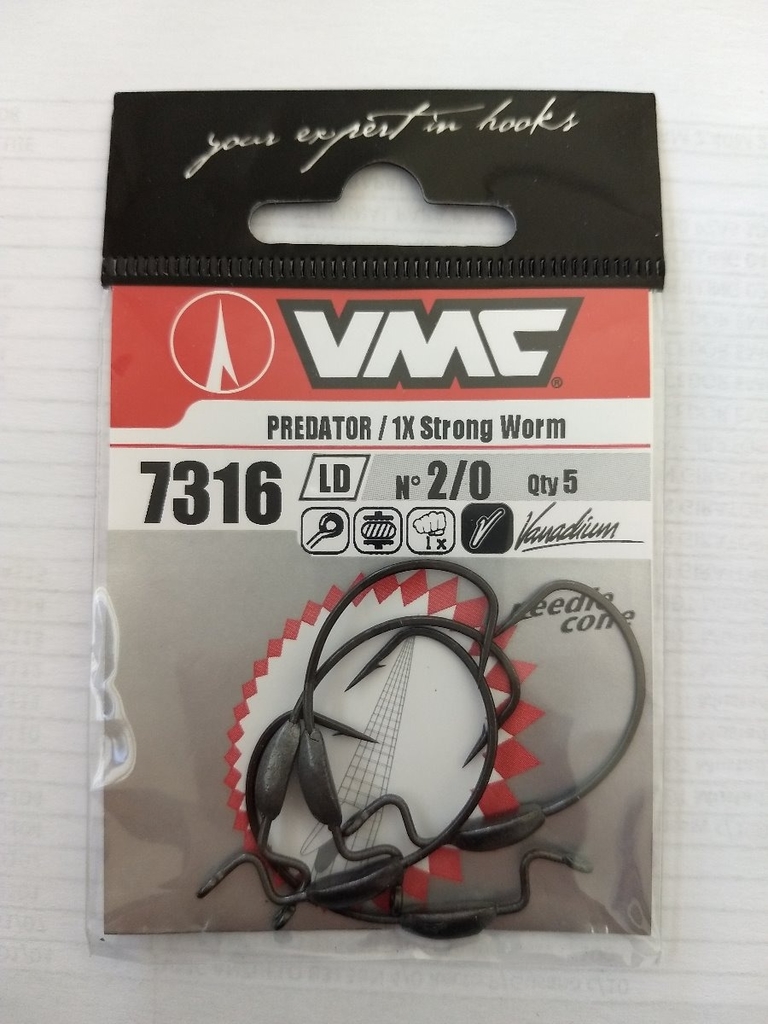 your expert in hooks
VMC®
PREDATOR / 1X Strong Worm
7316 LD N° 2/0 Qty 5
1x Vanadium
needle
cone